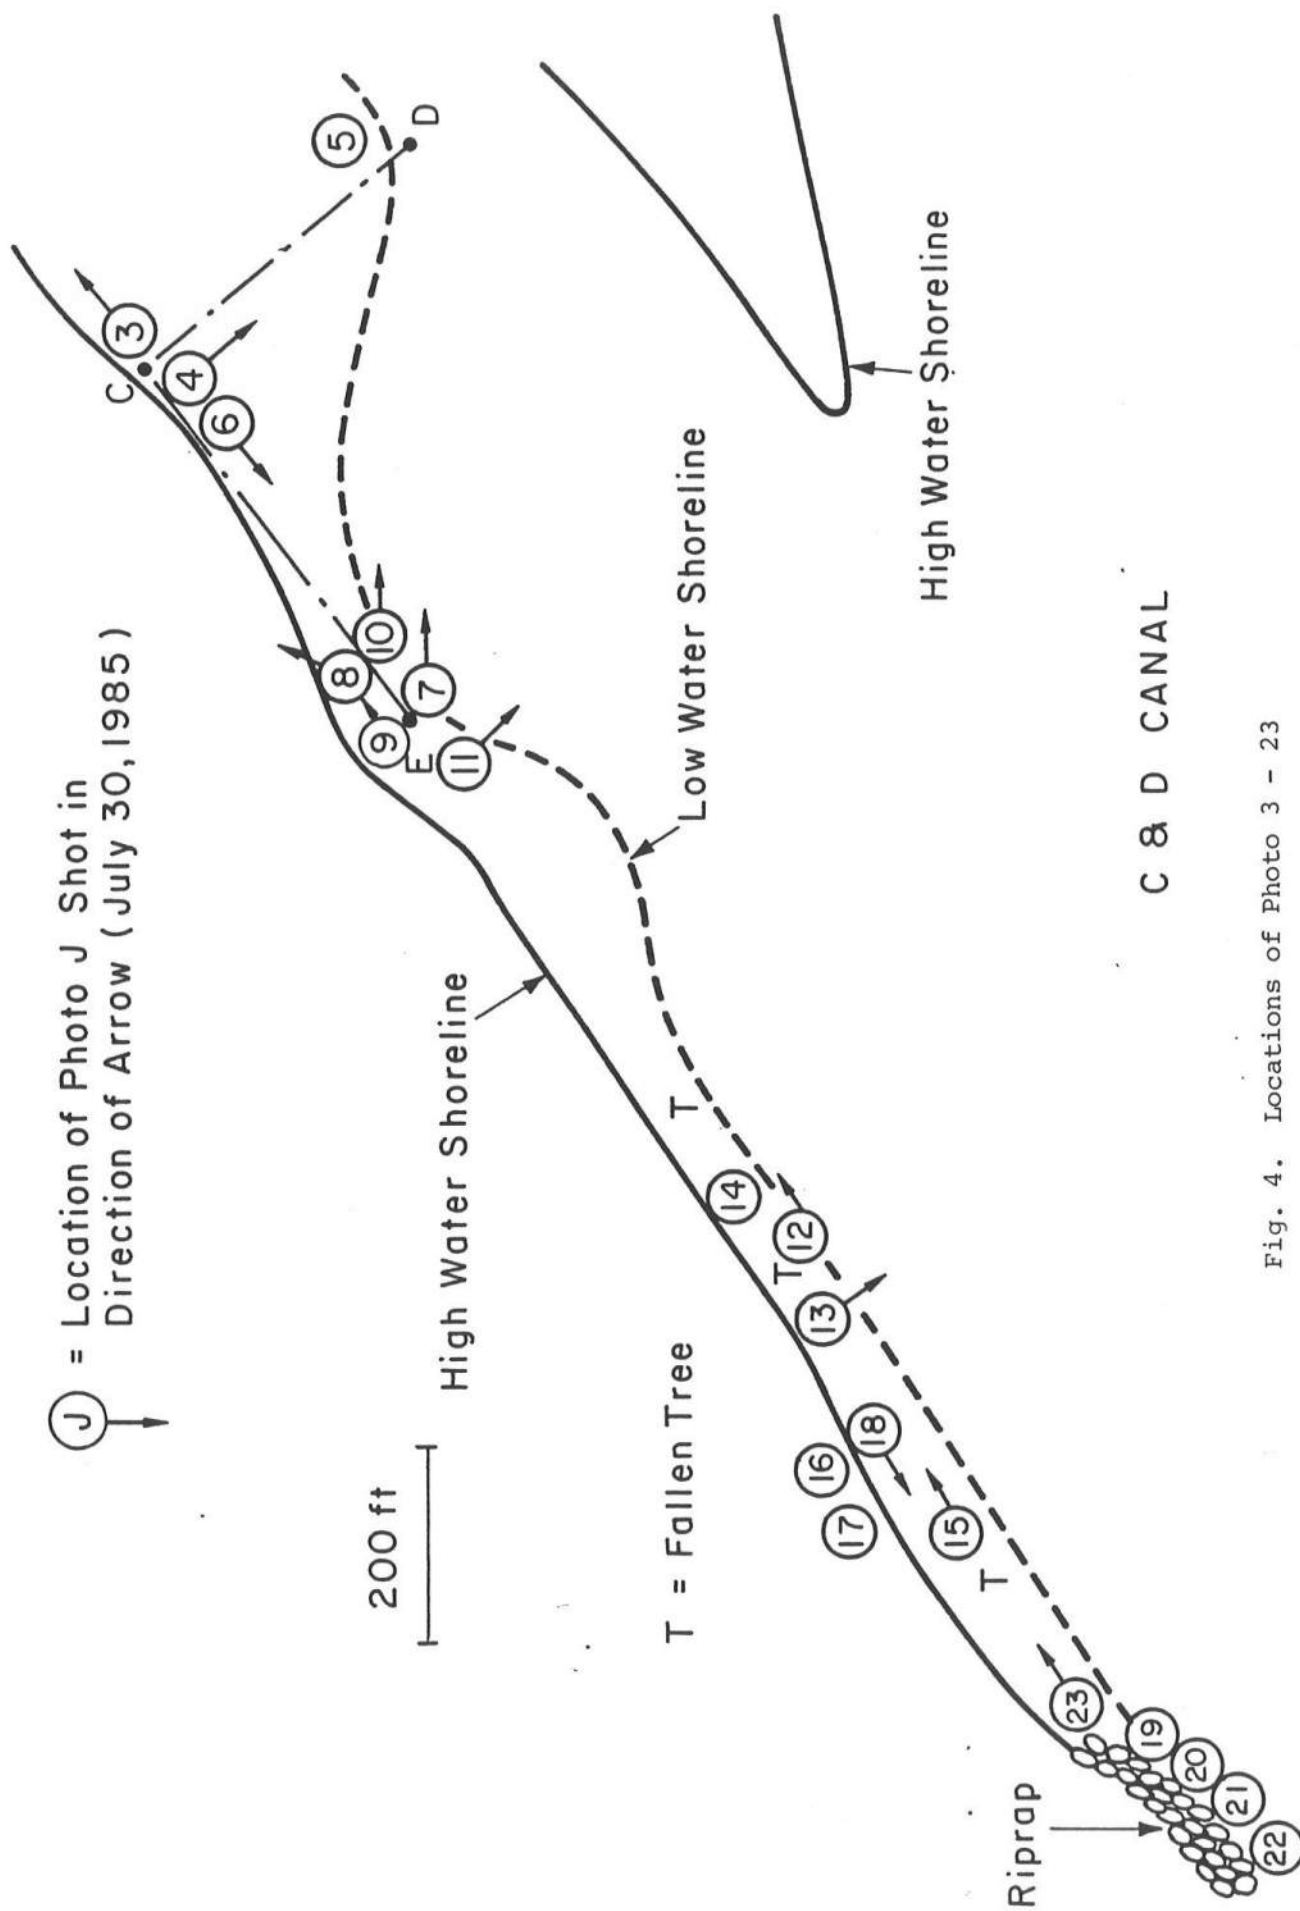 J = Location of Photo J Shot in
Direction of Arrow (July 30, 1985)
200 ft
High Water Shoreline
T = Fallen Tree
C
D
E
3
4
5
6
7
8
9
10
11
Low Water Shoreline
High Water Shoreline
T
T
T
12
13
14
15
16
17
18
19
20
21
22
23
Riprap
C & D CANAL
Fig. 4. Locations of Photo 3 - 23